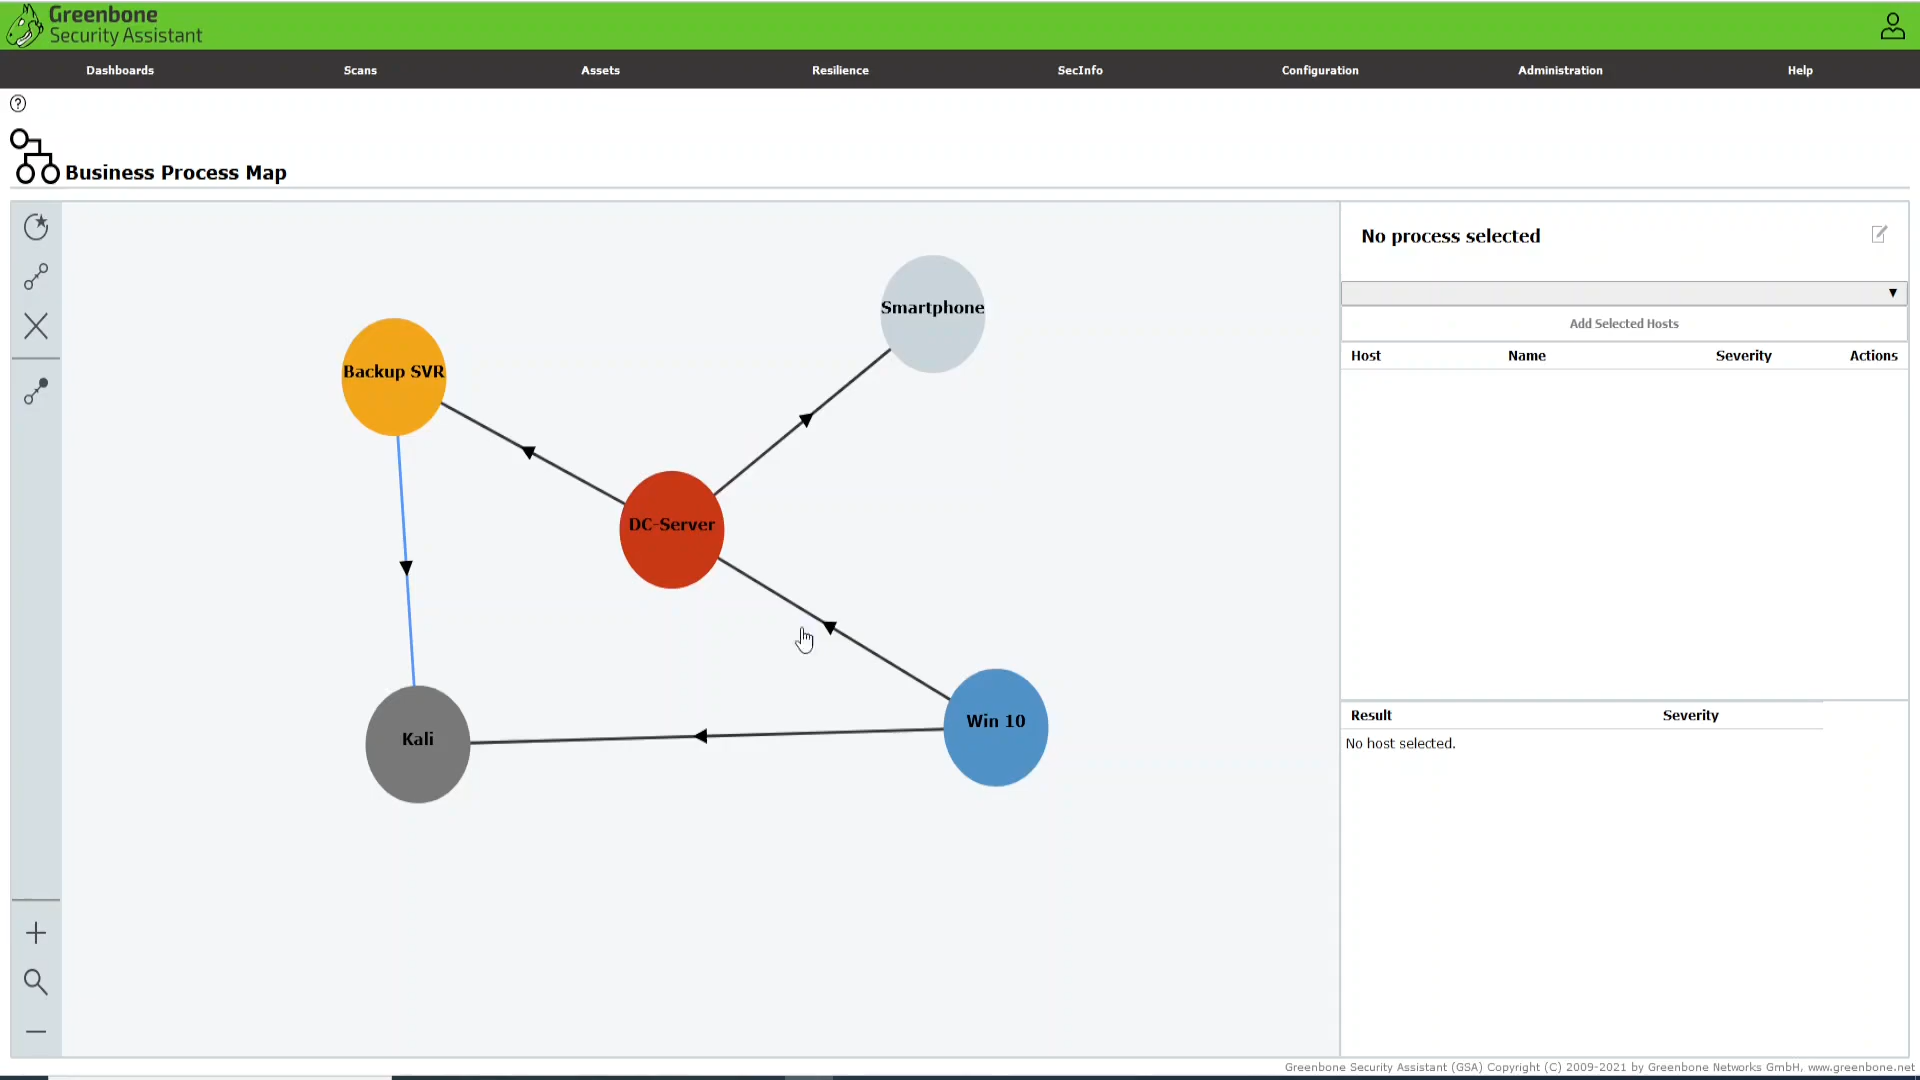 Greenbone
Security Assistant
Dashboards Scans Assets Resilience SecInfo Configuration Administration Help
?
Business Process Map
No process selected
Smartphone
Backup SVR
Add Selected Hosts
Host Name Severity Actions
DC-Server
Result Severity
Win 10
Kali
No host selected.
Greenbone Security Assistant (GSA) Copyright (C) 2009-2021 by Greenbone Networks GmbH, www.greenbone.net